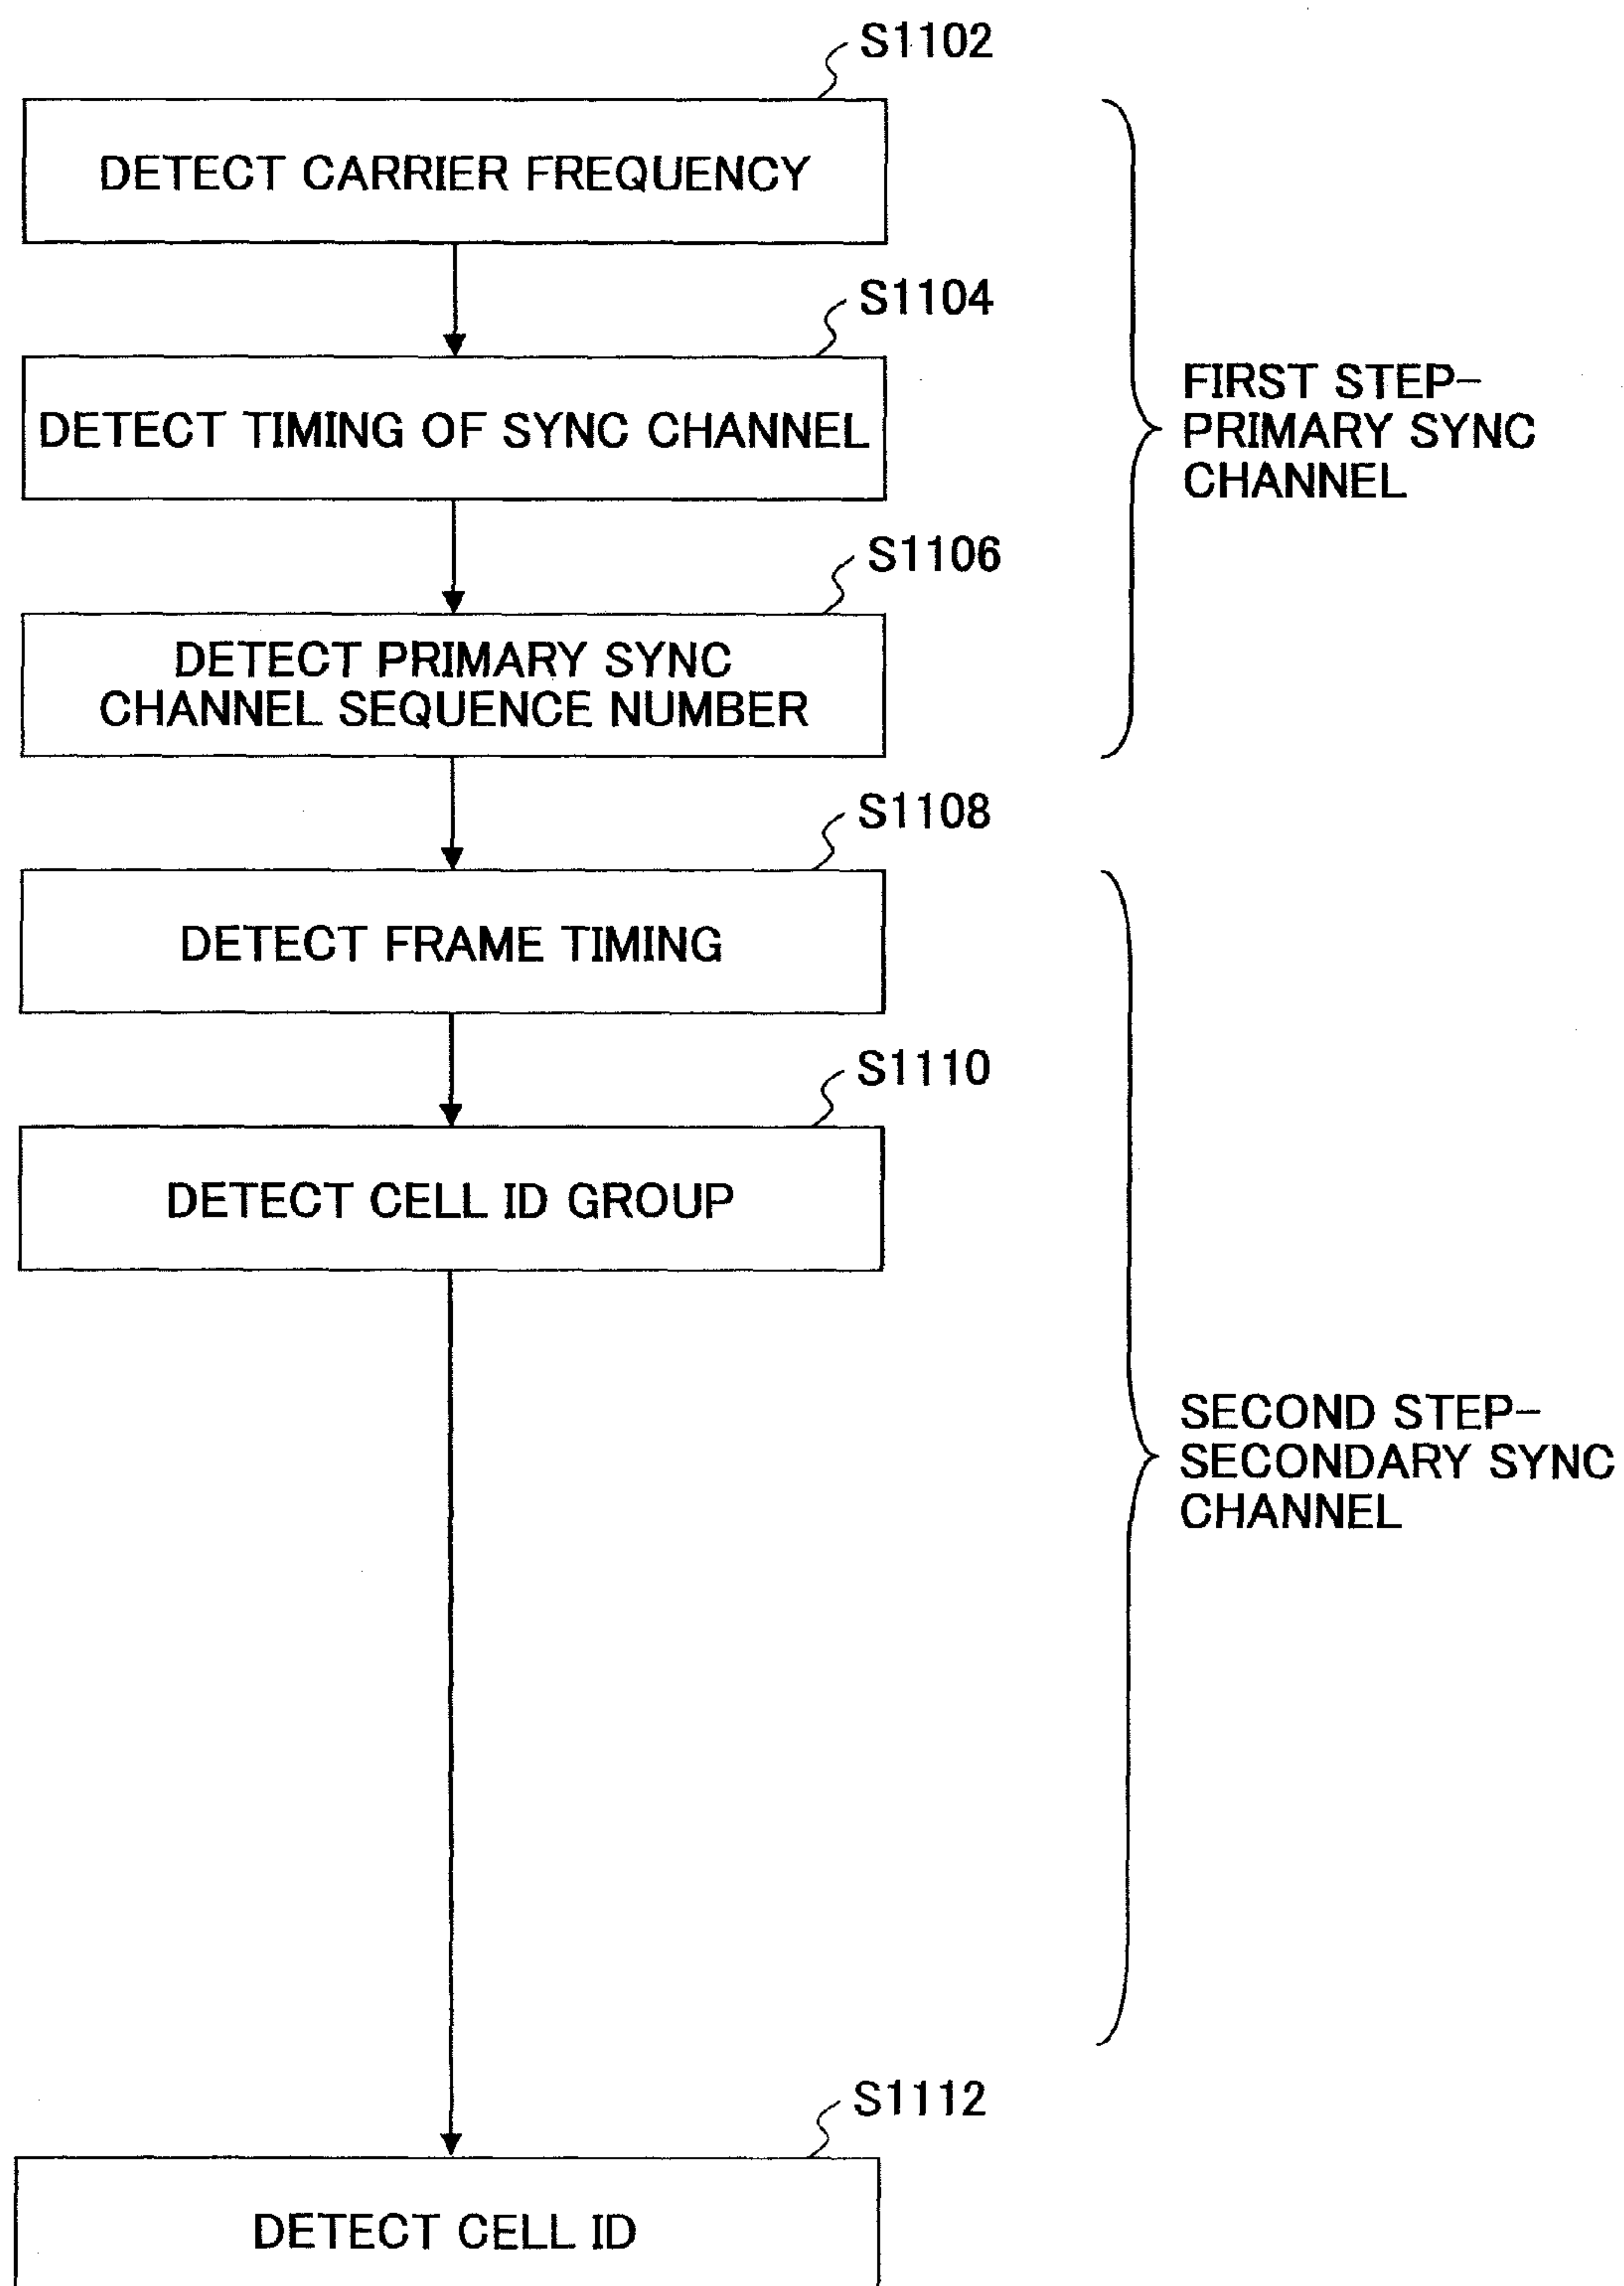 S1102
DETECT CARRIER FREQUENCY
S1104
DETECT TIMING OF SYNC CHANNEL
FIRST STEP-
PRIMARY SYNC
CHANNEL
S1106
DETECT PRIMARY SYNC
CHANNEL SEQUENCE NUMBER
S1108
DETECT FRAME TIMING
S1110
DETECT CELL ID GROUP
SECOND STEP-
SECONDARY SYNC
CHANNEL
S1112
DETECT CELL ID